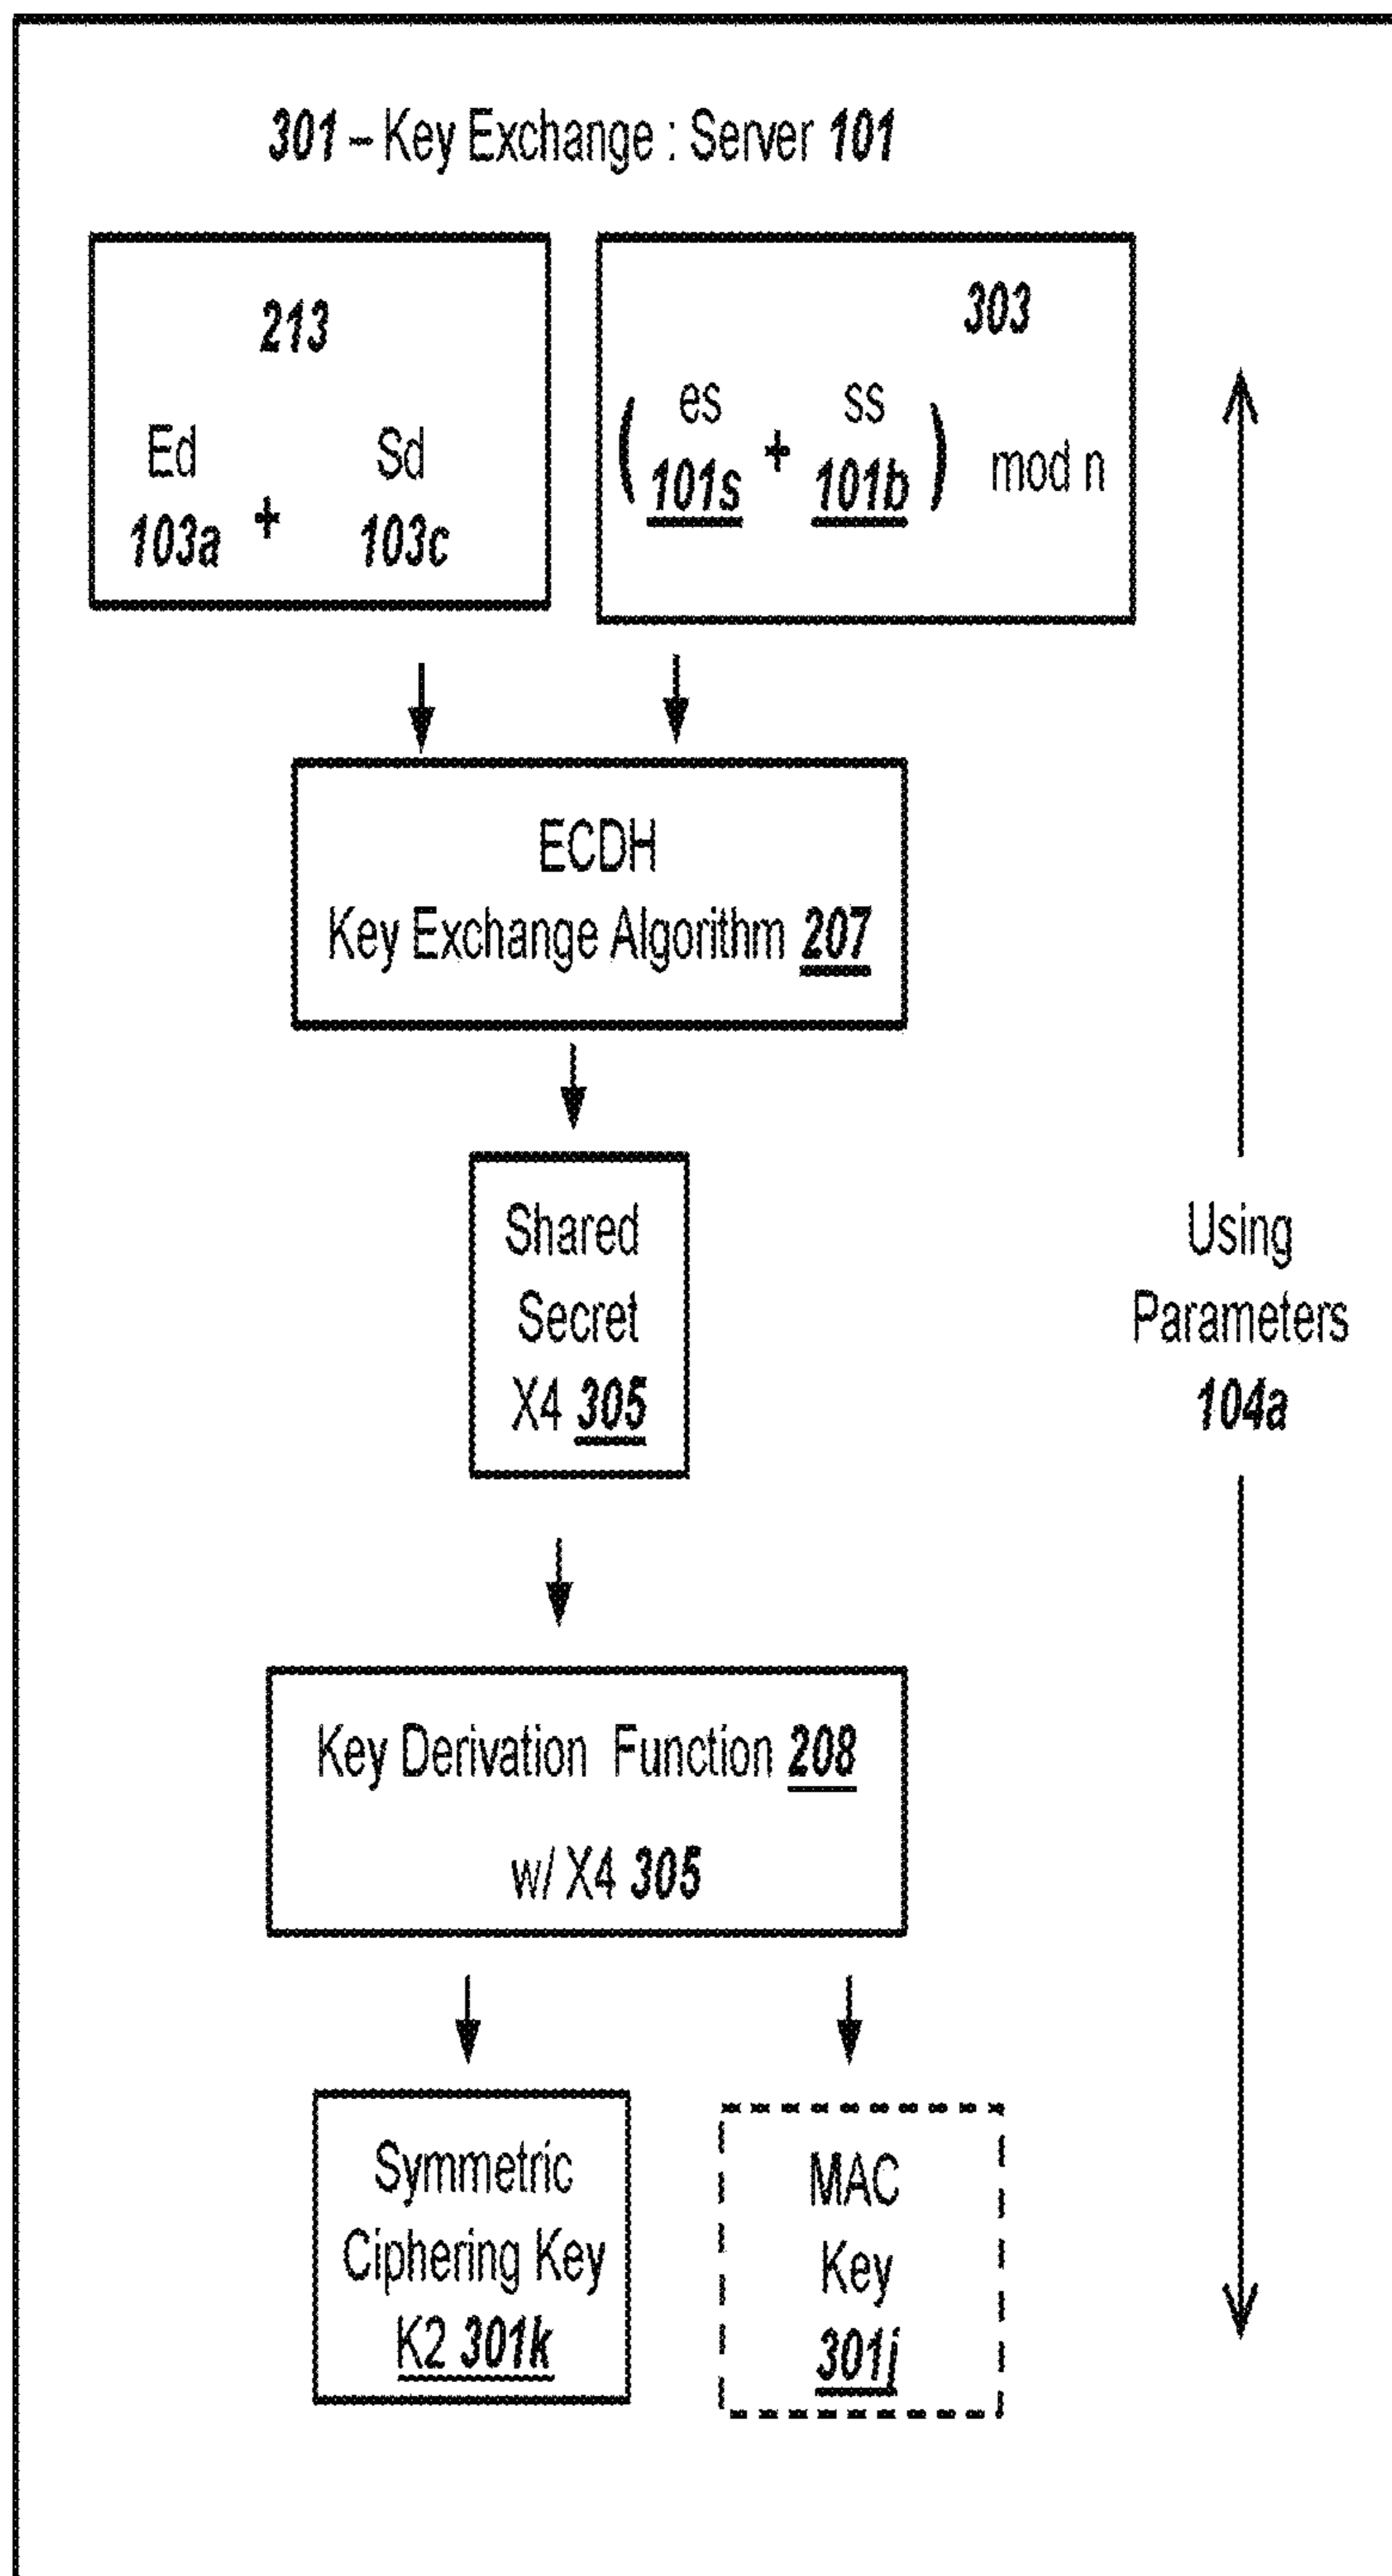 301 – Key Exchange : Server 101
213
Ed Sd
103a + 103c
303
es ss
( 101s + 101b ) mod n
ECDH
Key Exchange Algorithm 207
Shared
Secret
X4 305
Using
Parameters
104a
Key Derivation Function 208
w/ X4 305
Symmetric
Ciphering Key
K2 301k
MAC
Key
301j